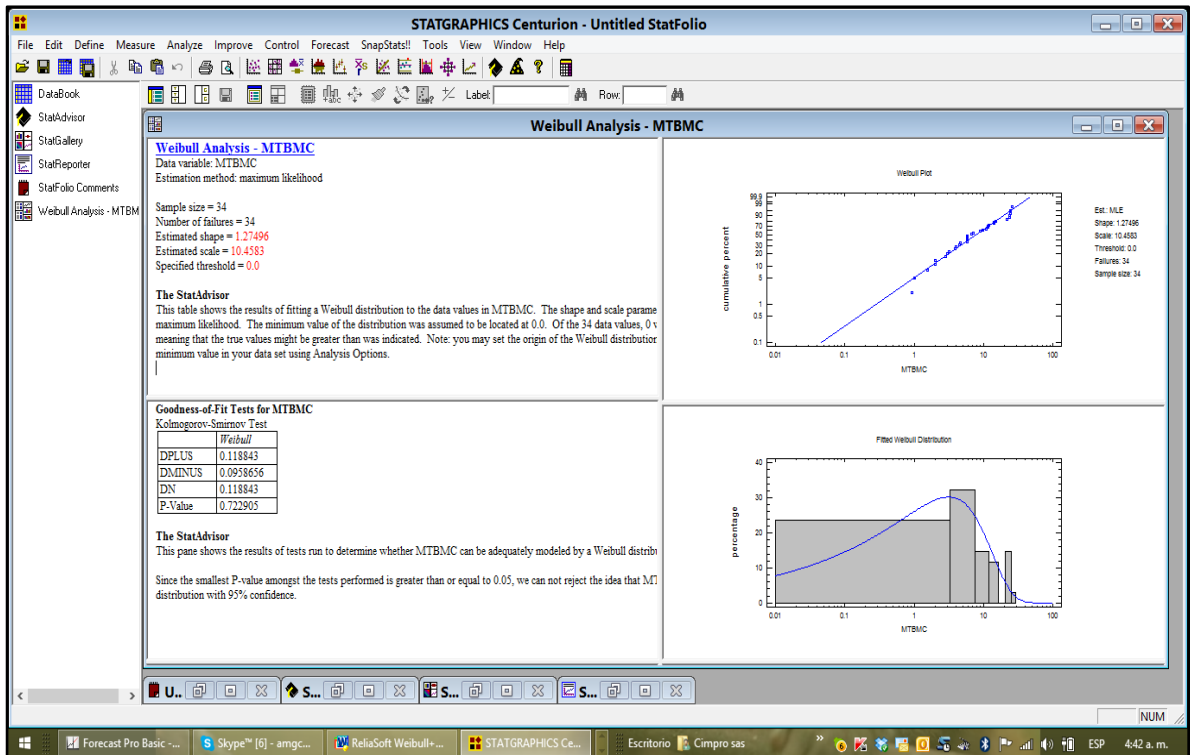 STATGRAPHICS Centurion - Untitled StatFolio
File Edit Define Measure Analyze Improve Control Forecast SnapStats!! Tools View Window Help
Label: Row:
DataBook
StatAdvisor
StatGallery
StatReporter
StatFolio Comments
Weibull Analysis - MTBM
Weibull Analysis - MTBMC
Weibull Analysis - MTBMC
Data variable: MTBMC
Estimation method: maximum likelihood
Sample size = 34
Number of failures = 34
Estimated shape = 1.27496
Estimated scale = 10.4583
Specified threshold = 0.0
The StatAdvisor
This table shows the results of fitting a Weibull distribution to the data values in MTBMC. The shape and scale parame
maximum likelihood. The minimum value of the distribution was assumed to be located at 0.0. Of the 34 data values, 0 v
meaning that the true values might be greater than was indicated. Note: you may set the origin of the Weibull distribution
minimum value in your data set using Analysis Options.
Weibull Plot
cumulative percent
99.9
99
90
70
50
30
20
10
5
1
0.5
0.1
0.01 0.1 1 10 100
MTBMC
Est.: MLE
Shape: 1.27496
Scale: 10.4583
Threshold: 0.0
Failures: 34
Sample size: 34
Goodness-of-Fit Tests for MTBMC
Kolmogorov-Smirnov Test
Weibull
DPLUS 0.118843
DMINUS 0.0958656
DN 0.118843
P-Value 0.722905
The StatAdvisor
This pane shows the results of tests run to determine whether MTBMC can be adequately modeled by a Weibull distribu
Since the smallest P-value amongst the tests performed is greater than or equal to 0.05, we can not reject the idea that MT
distribution with 95% confidence.
Fitted Weibull Distribution
percentage
40
30
20
10
0
0.01 0.1 1 10 100
MTBMC
U.. S... S... S...
NUM
Forecast Pro Basic -... Skype™ [6] - amgc... ReliaSoft Weibull+... STATGRAPHICS Ce... Escritorio Cimpro sas » ESP 4:42 a. m.